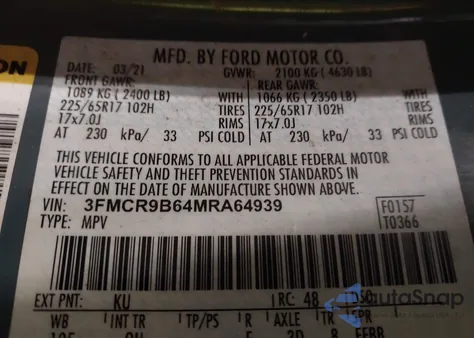 ON
MFD. BY FORD MOTOR CO.
DATE: 03/21 GVWR: 2100 KG ( 4630 LB)
FRONT GAWR: REAR GAWR:
1089 KG ( 2400 LB) WITH 1066 KG ( 2350 LB) WITH
225/65R17 102H TIRES 225/65R17 102H TIRES
17x7.0J RIMS 17x7.0J RIMS
AT 230 kPa/ 33 PSI COLD AT 230 kPa/ 33 PSI COLD
THIS VEHICLE CONFORMS TO ALL APPLICABLE FEDERAL MOTOR
VEHICLE SAFETY AND THEFT PREVENTION STANDARDS IN
EFFECT ON THE DATE OF MANUFACTURE SHOWN ABOVE.
VIN: 3FMCR9B64MRA64939 F0157
TYPE: MPV T0366
EXT PNT: KU RC: 48 DSO:
WB INT TR TP/PS R AXLE TR SPR
AutoSnap